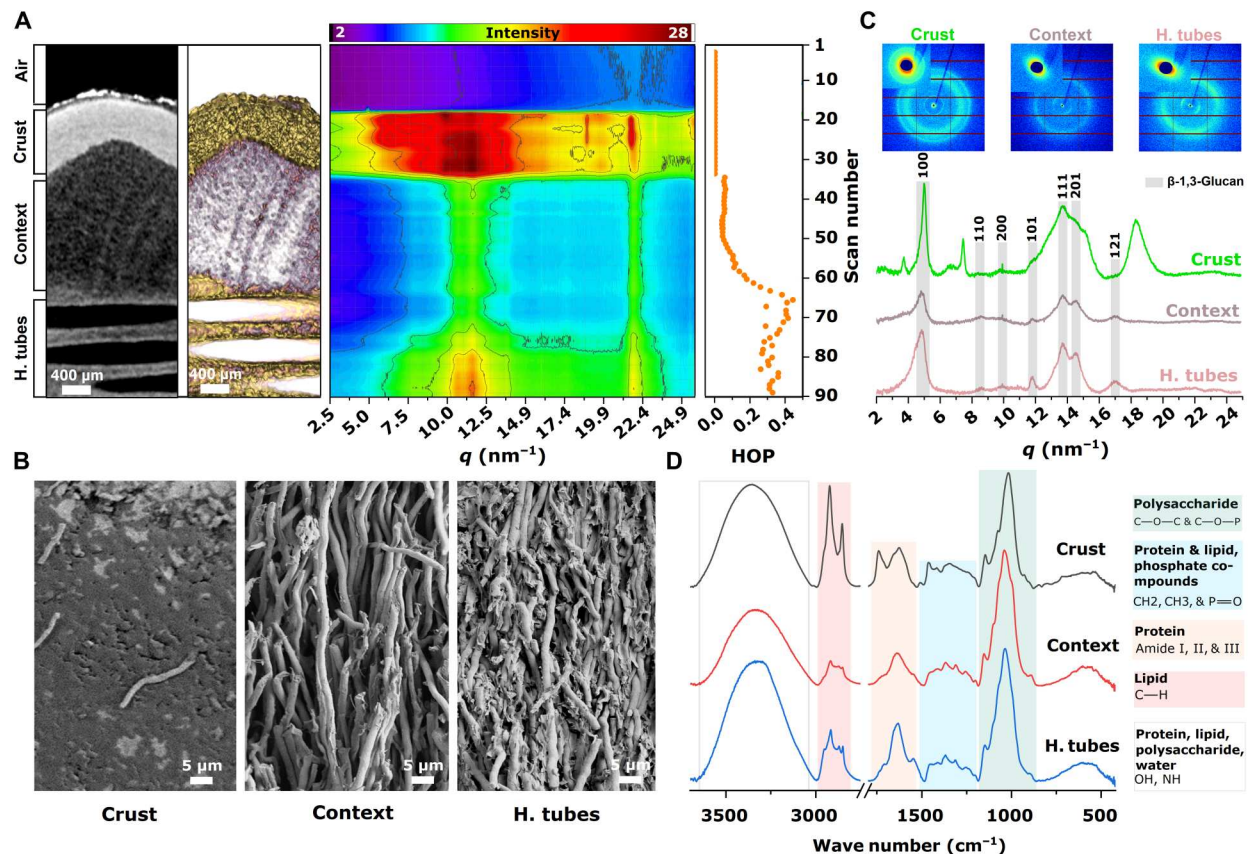 A
Air
Crust
Context
H. tubes
400 µm
400 µm
2 Intensity 28
2.5 5.0 7.5 10.0 12.5 14.9 17.4 19.9 22.4 24.9
q (nm⁻¹)
1
10
20
30
40
50
60
70
80
90
Scan number
0.0 0.2 0.4
HOP
B
5 µm
5 µm
5 µm
Crust Context H. tubes
C
Crust Context H. tubes
100
110
200
101
111
201
121
β-1,3-Glucan
Crust
Context
H. tubes
2 4 6 8 10 12 14 16 18 20 22 24
q (nm⁻¹)
D
Crust
Context
H. tubes
3500 3000 1500 1000 500
Wave number (cm⁻¹)
Polysaccharide
C—O—C & C—O—P
Protein & lipid,
phosphate co-
mpounds
CH2, CH3, & P=O
Protein
Amide I, II, & III
Lipid
C—H
Protein, lipid,
polysaccharide,
water
OH, NH